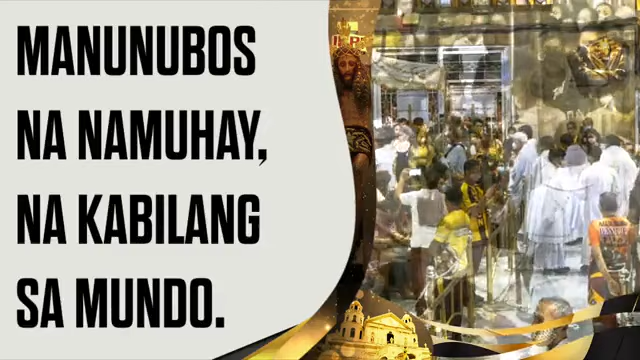 MANUNUBOS
NA NAMUHAY,
NA KABILANG
SA MUNDO.